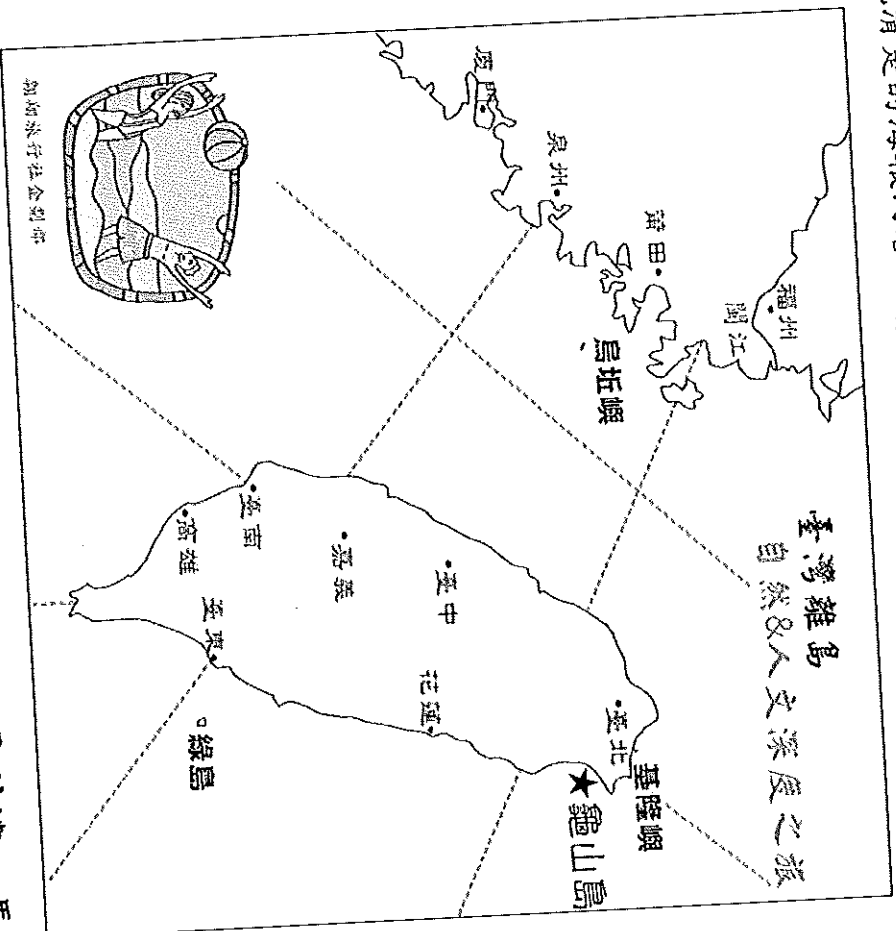 臺灣離島
自然&人文深度之旅
福州
閩江
莆田
烏坵嶼
泉州
廈門
基隆嶼
臺北
★龜山島
臺中
花蓮
嘉義
臺南
高雄
臺東
綠島